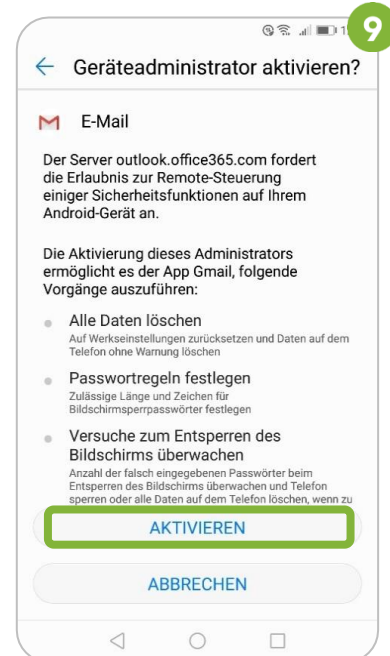 9
Geräteadministrator aktivieren?
E-Mail
Der Server outlook.office365.com fordert
die Erlaubnis zur Remote-Steuerung
einiger Sicherheitsfunktionen auf Ihrem
Android-Gerät an.
Die Aktivierung dieses Administrators
ermöglicht es der App Gmail, folgende
Vorgänge auszuführen:
Alle Daten löschen
Auf Werkseinstellungen zurücksetzen und Daten auf dem
Telefon ohne Warnung löschen
Passwortregeln festlegen
Zulässige Länge und Zeichen für
Bildschirmsperrpasswörter festlegen
Versuche zum Entsperren des
Bildschirms überwachen
Anzahl der falsch eingegebenen Passwörter beim
Entsperren des Bildschirms überwachen und Telefon
sperren oder alle Daten auf dem Telefon löschen, wenn zu
AKTIVIEREN
ABBRECHEN